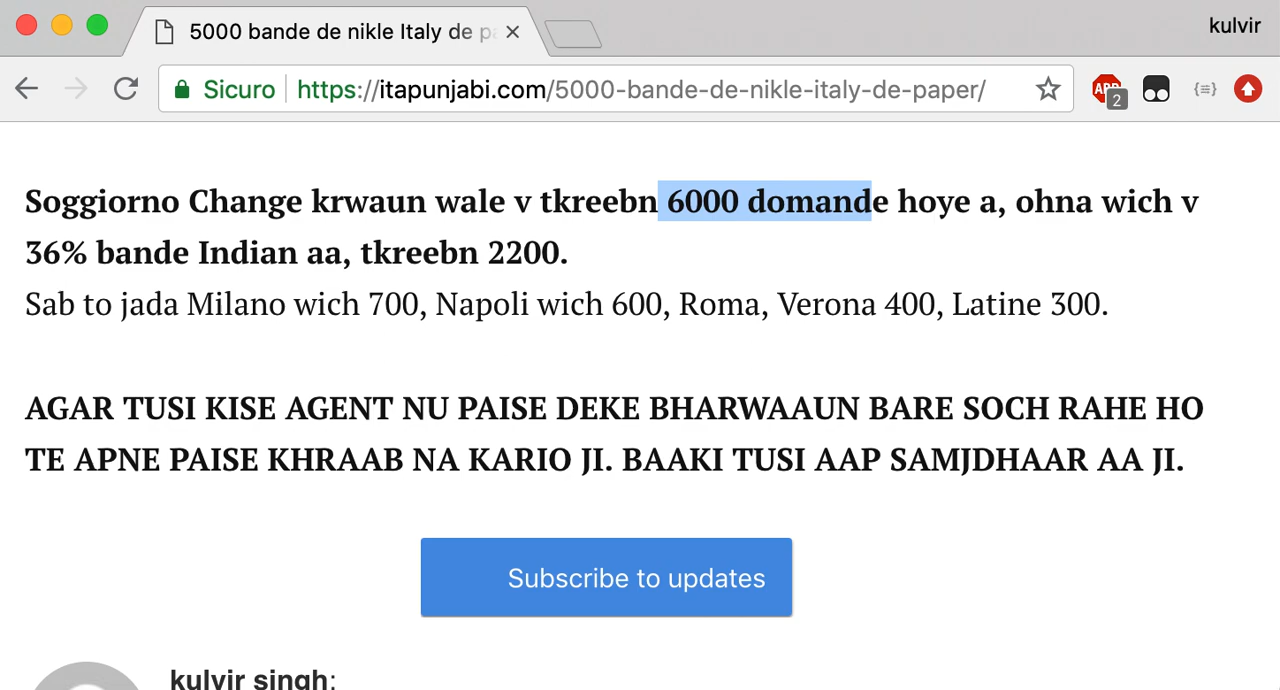 5000 bande de nikle Italy de pa
kulvir
Sicuro https://itapunjabi.com/5000-bande-de-nikle-italy-de-paper/
ABP
2
Soggiorno Change krwaun wale v tkreebn 6000 domande hoye a, ohna wich v
36% bande Indian aa, tkreebn 2200.
Sab to jada Milano wich 700, Napoli wich 600, Roma, Verona 400, Latine 300.
AGAR TUSI KISE AGENT NU PAISE DEKE BHARWAAUN BARE SOCH RAHE HO
TE APNE PAISE KHRAAB NA KARIO JI. BAAKI TUSI AAP SAMJDHAAR AA JI.
Subscribe to updates
kulvir singh: